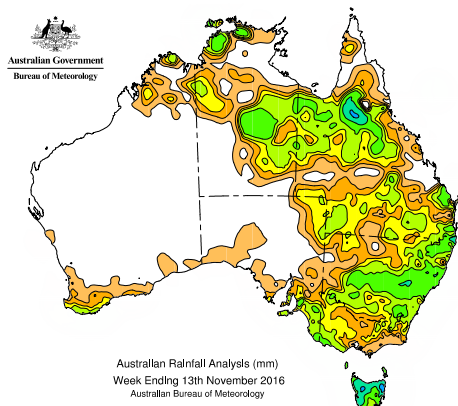 Australian Government
Bureau of Meteorology
Australian Rainfall Analysis (mm)
Week Ending 13th November 2016
Australian Bureau of Meteorology